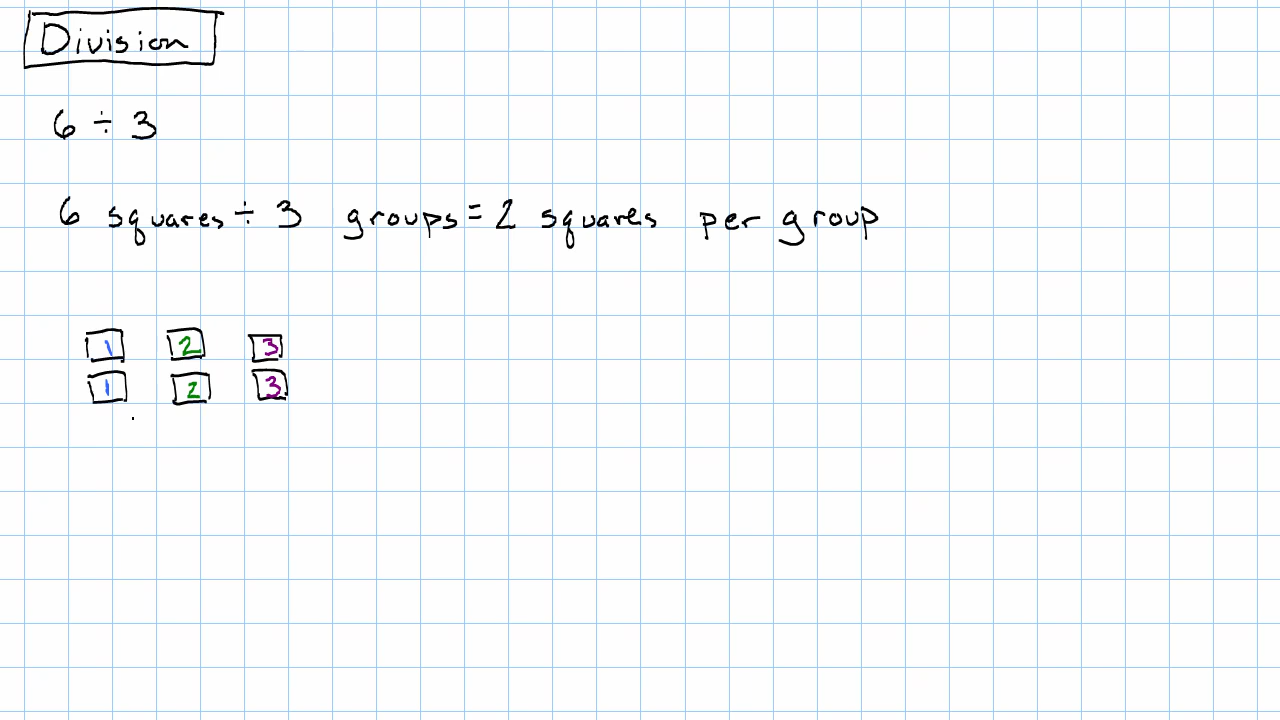 Division
6 ÷ 3
6 squares ÷ 3 groups = 2 squares per group
1 2 3
1 2 3